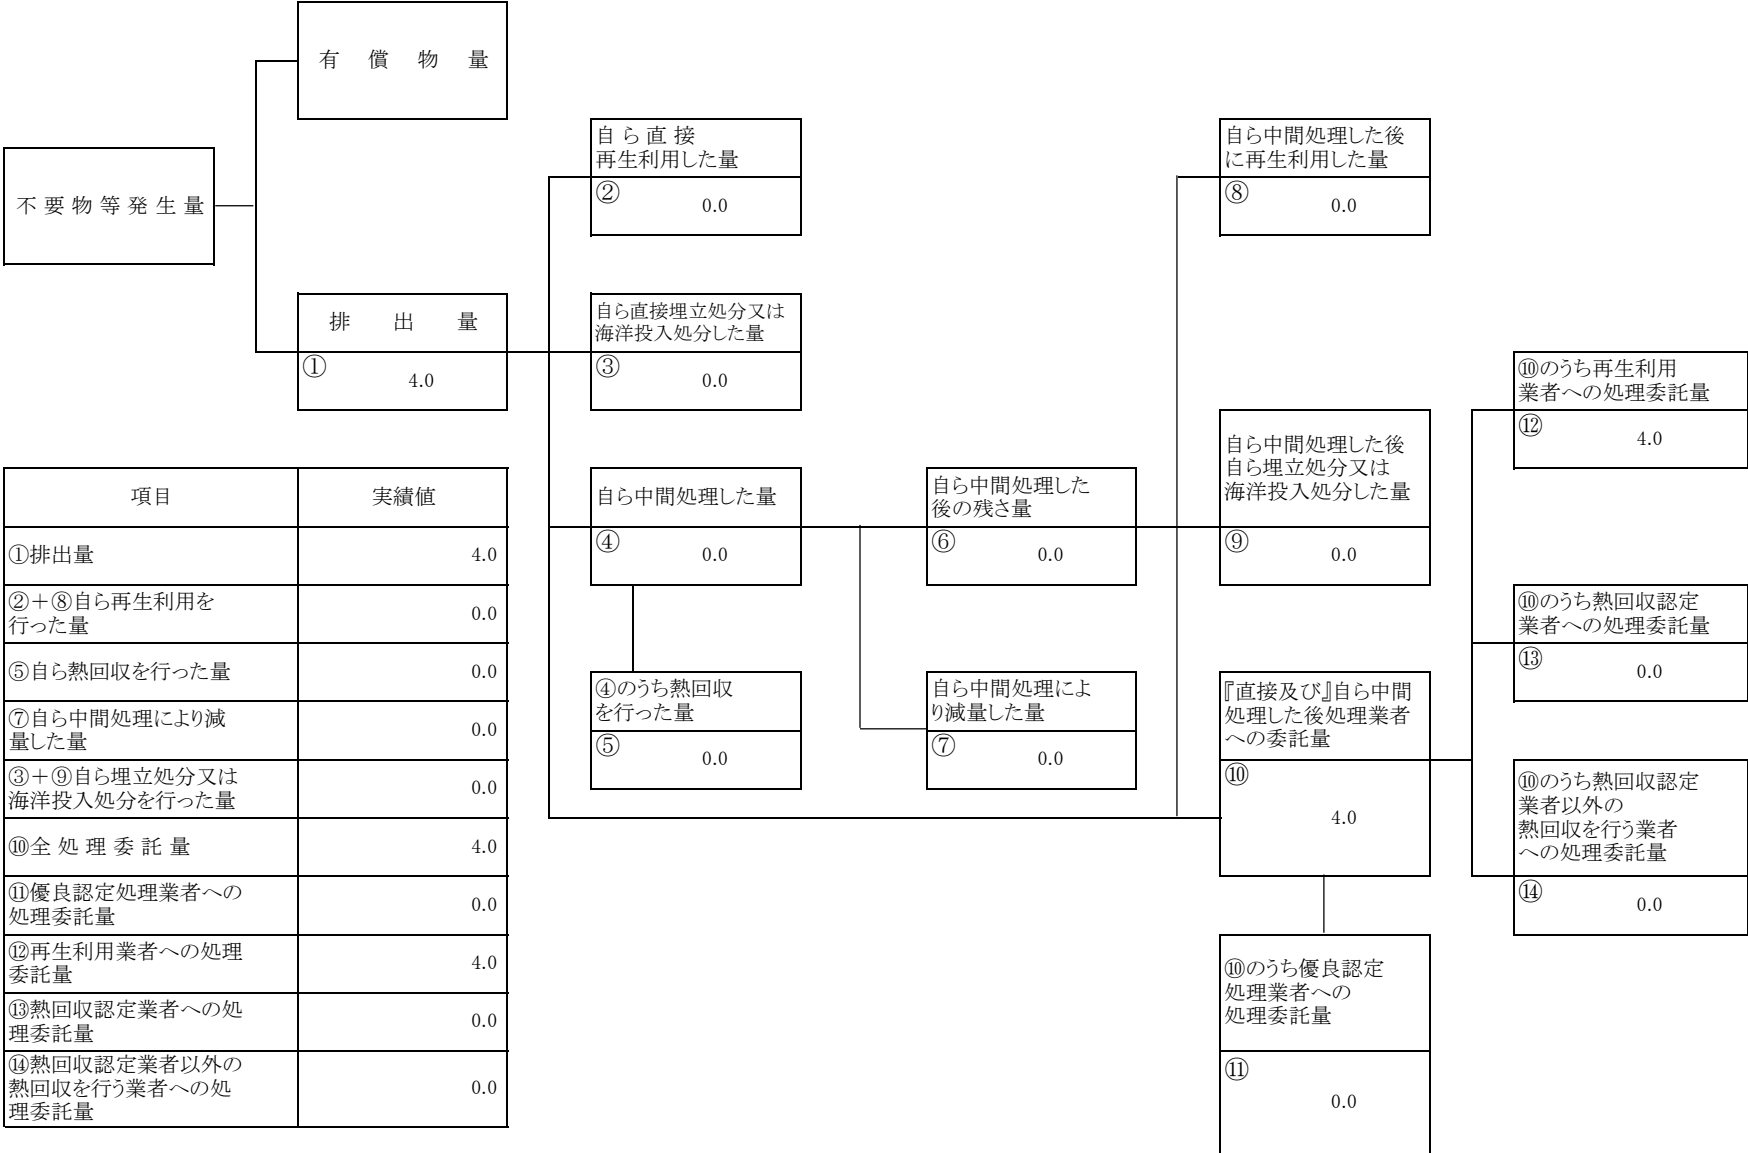 有 償 物 量
不要物等発生量
排 出 量
①
4.0
自ら直接
再生利用した量
②
0.0
自ら直接埋立処分又は
海洋投入処分した量
③
0.0
自ら中間処理した量
④
0.0
④のうち熱回収
を行った量
⑤
0.0
自ら中間処理した
後の残さ量
⑥
0.0
自ら中間処理によ
り減量した量
⑦
0.0
自ら中間処理した後
に再生利用した量
⑧
0.0
自ら中間処理した後
自ら埋立処分又は
海洋投入処分した量
⑨
0.0
『直接及び』自ら中間
処理した後処理業者
への委託量
⑩
4.0
⑩のうち優良認定
処理業者への
処理委託量
⑪
0.0
⑩のうち再生利用
業者への処理委託量
⑫
4.0
⑩のうち熱回収認定
業者への処理委託量
⑬
0.0
⑩のうち熱回収認定
業者以外の
熱回収を行う業者
への処理委託量
⑭
0.0
項目 実績値
①排出量 4.0
②+⑧自ら再生利用を
行った量 0.0
⑤自ら熱回収を行った量 0.0
⑦自ら中間処理により減
量した量 0.0
③+⑨自ら埋立処分又は
海洋投入処分を行った量 0.0
⑩全処理委託量 4.0
⑪優良認定処理業者への
処理委託量 0.0
⑫再生利用業者への処理
委託量 4.0
⑬熱回収認定業者への処
理委託量 0.0
⑭熱回収認定業者以外の
熱回収を行う業者への処
理委託量 0.0